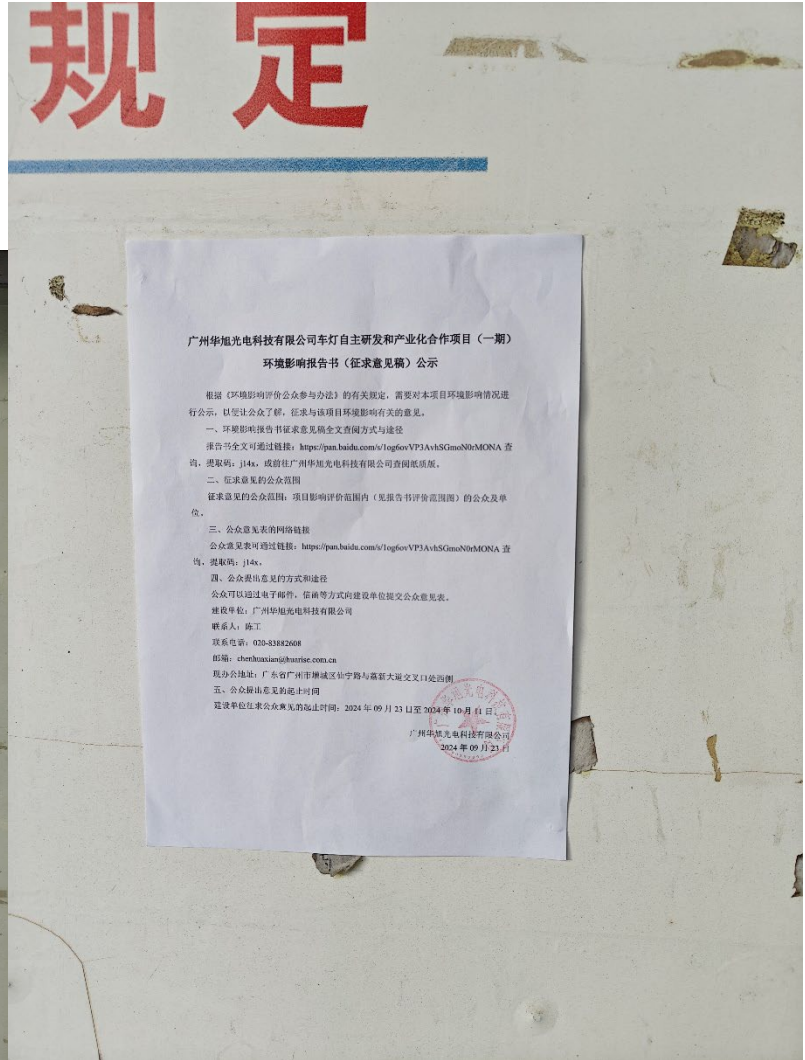 规定
广州华旭光电科技有限公司车灯自主研发和产业化合作项目（一期）
环境影响报告书（征求意见稿）公示
根据《环境影响评价公众参与办法》的有关规定，需要对本项目环境影响情况进
行公示，以便让公众了解，征求与该项目环境影响有关的意见。
一、环境影响报告书征求意见稿全文查阅方式与途径
报告书全文可通过链接：https://pan.baidu.com/s/1og6ovVP3AvhSGmoN0rMONA 查
询，提取码：j14x，或前往广州华旭光电科技有限公司查阅纸质版。
二、征求意见的公众范围
征求意见的公众范围：项目影响评价范围内（见报告书评价范围图）的公众及单
位。
三、公众意见表的网络链接
公众意见表可通过链接：https://pan.baidu.com/s/1og6ovVP3AvhSGmoN0rMONA 查
询，提取码：j14x。
四、公众提出意见的方式和途径
公众可以通过电子邮件，信函等方式向建设单位提交公众意见表。
建设单位：广州华旭光电科技有限公司
联系人：陈工
联系电话：020-83882608
邮箱：chenhuaxian@huarise.com.cn
现办公地址：广东省广州市增城区仙宁路与荔新大道交叉口处西侧
五、公众提出意见的起止时间
建设单位征求公众意见的起止时间：2024 年 09 月 23 日至 2024 年 10 月 11 日。
广州华旭光电科技有限公司
2024 年 09 月 23 日